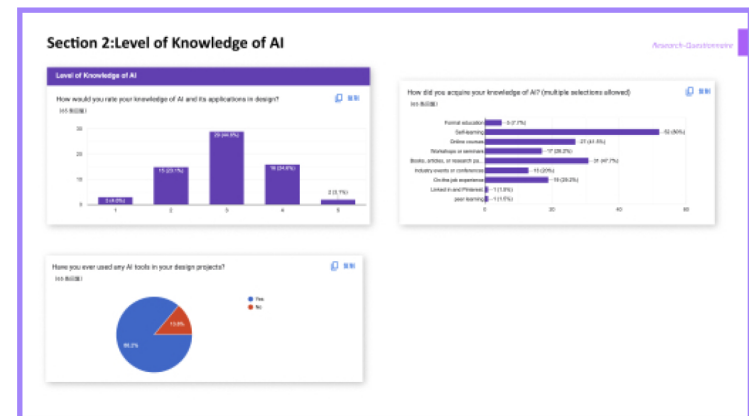 Section 2:Level of Knowledge of AI
Research-Questionnaire
Level of Knowledge of AI
How would you rate your knowledge of AI and its applications in design?
30
20
10
0
3 (4.6%)
15 (23.1%)
29 (44.6%)
16 (24.6%)
2 (3.1%)
1
2
3
4
5
How did you acquire your knowledge of AI? (multiple selections allowed)
Formal education
5 (7.7%)
Self-learning
52 (80%)
Online courses
27 (41.5%)
Workshops or seminars
17 (26.2%)
Books, articles, or research pa...
31 (47.7%)
Industry events or conferences
13 (20%)
On-the-job experience
19 (29.2%)
Linked in and Pinterest
1 (1.5%)
peer learning
1 (1.5%)
0
20
40
60
Have you ever used any AI tools in your design projects?
Yes
No
13.8%
86.2%